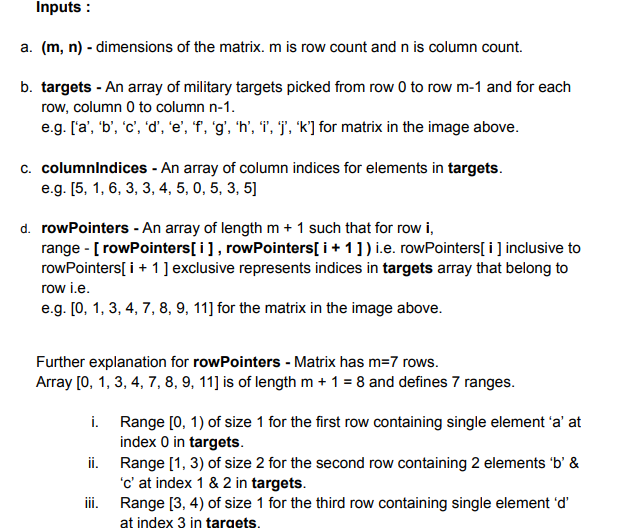 Inputs :
a. (m, n) - dimensions of the matrix. m is row count and n is column count.
b. targets - An array of military targets picked from row 0 to row m-1 and for each
row, column 0 to column n-1.
e.g. [‘a’, ‘b’, ‘c’, ‘d’, ‘e’, ‘f’, ‘g’, ‘h’, ‘i’, ‘j’, ‘k’] for matrix in the image above.
c. columnIndices - An array of column indices for elements in targets.
e.g. [5, 1, 6, 3, 3, 4, 5, 0, 5, 3, 5]
d. rowPointers - An array of length m + 1 such that for row i,
range - [ rowPointers[ i ] , rowPointers[ i + 1 ] ) i.e. rowPointers[ i ] inclusive to
rowPointers[ i + 1 ] exclusive represents indices in targets array that belong to
row i.e.
e.g. [0, 1, 3, 4, 7, 8, 9, 11] for the matrix in the image above.
Further explanation for rowPointers - Matrix has m=7 rows.
Array [0, 1, 3, 4, 7, 8, 9, 11] is of length m + 1 = 8 and defines 7 ranges.
i. Range [0, 1) of size 1 for the first row containing single element ‘a’ at
index 0 in targets.
ii. Range [1, 3) of size 2 for the second row containing 2 elements ‘b’ &
‘c’ at index 1 & 2 in targets.
iii. Range [3, 4) of size 1 for the third row containing single element ‘d’
at index 3 in targets.